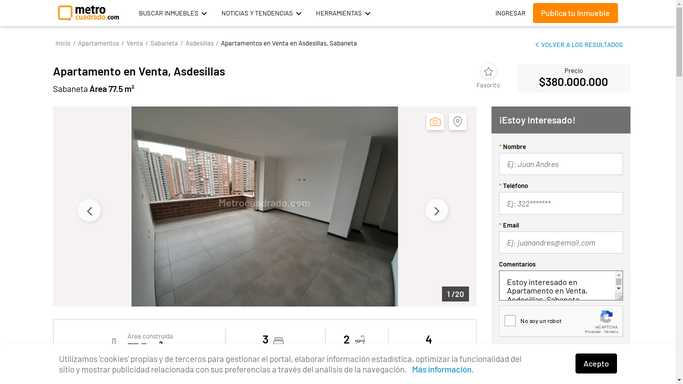 metro
cuadrado.com
BUSCAR INMUEBLES
NOTICIAS Y TENDENCIAS
HERRAMIENTAS
INGRESAR
Publica tu Inmueble
Inicio / Apartamentos / Venta / Sabaneta / Asdesillas / Apartamentos en Venta en Asdesillas, Sabaneta
VOLVER A LOS RESULTADOS
Apartamento en Venta, Asdesillas
Sabaneta Área 77.5 m²
Favorito
Precio
$380.000.000
Metrocuadrado.com
1 / 20
¡Estoy Interesado!
* Nombre
Ej: Juan Andres
* Teléfono
Ej: 322*******
* Email
Ej: juanandres@email.com
Comentarios
Estoy interesado en
Apartamento en Venta,
Asdesillas, Sabaneta
No soy un robot
reCAPTCHA
Privacidad - Términos
Área construida
3
2
4
Utilizamos 'cookies' propias y de terceros para gestionar el portal, elaborar información estadística, optimizar la funcionalidad del
sitio y mostrar publicidad relacionada con sus preferencias a través del análisis de la navegación. Más información.
Acepto